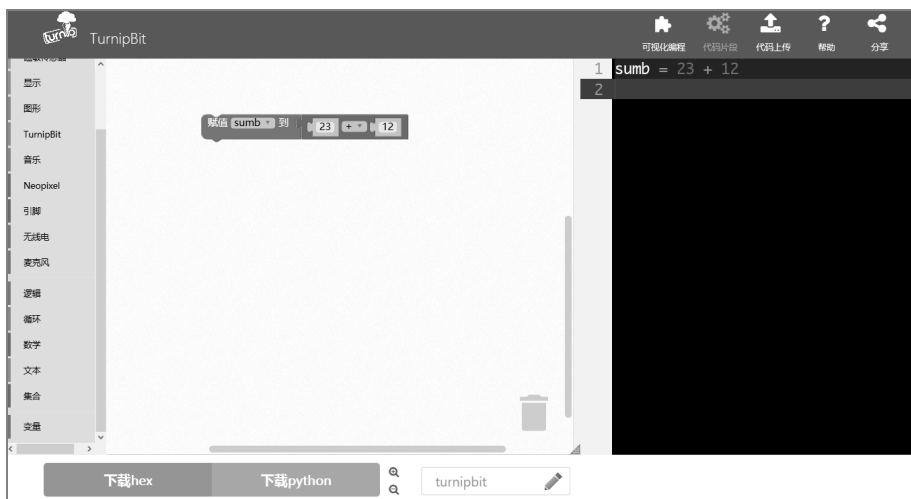 turnip TurnipBit
可视化编程 代码片段 代码上传 ? 帮助 分享
显示
图形
TurnipBit
音乐
Neopixel
引脚
无线电
麦克风
逻辑
循环
数学
文本
集合
变量
赋值 sumb 到 23 + 12
1 sumb = 23 + 12
2
下载hex 下载python turnipbit